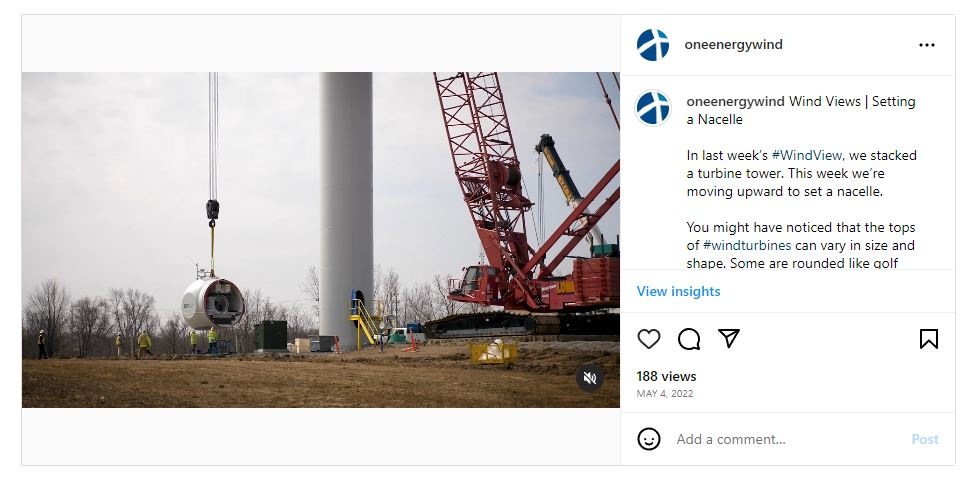 oneenergywind
oneenergywind Wind Views | Setting
a Nacelle
In last week's #WindView, we stacked
a turbine tower. This week we're
moving upward to set a nacelle.
You might have noticed that the tops
of #windturbines can vary in size and
shape. Some are rounded like golf
View insights
188 views
MAY 4, 2022
Add a comment...
Post